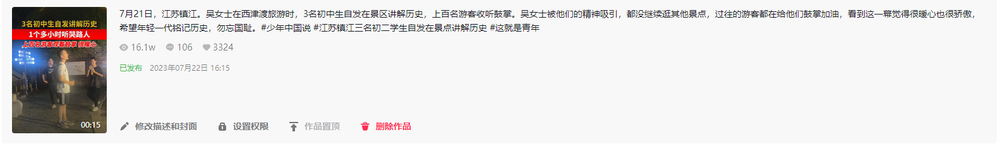 3名初中生自发讲解历史
1个多小时听哭路人
上百名游客观看鼓掌 很暖心
00:15
7月21日，江苏镇江。吴女士在西津渡旅游时，3名初中生自发在景区讲解历史，上百名游客收听鼓掌。吴女士被他们的精神吸引，都没继续逛其他景点，过往的游客都在给他们鼓掌加油，看到这一幕觉得很暖心也很骄傲，
希望年轻一代铭记历史，勿忘国耻。#少年中国说 #江苏镇江三名初二学生自发在景点讲解历史 #这就是青年
16.1w 106 3324
已发布 2023年07月22日 16:15
修改描述和封面 设置权限 作品置顶 删除作品